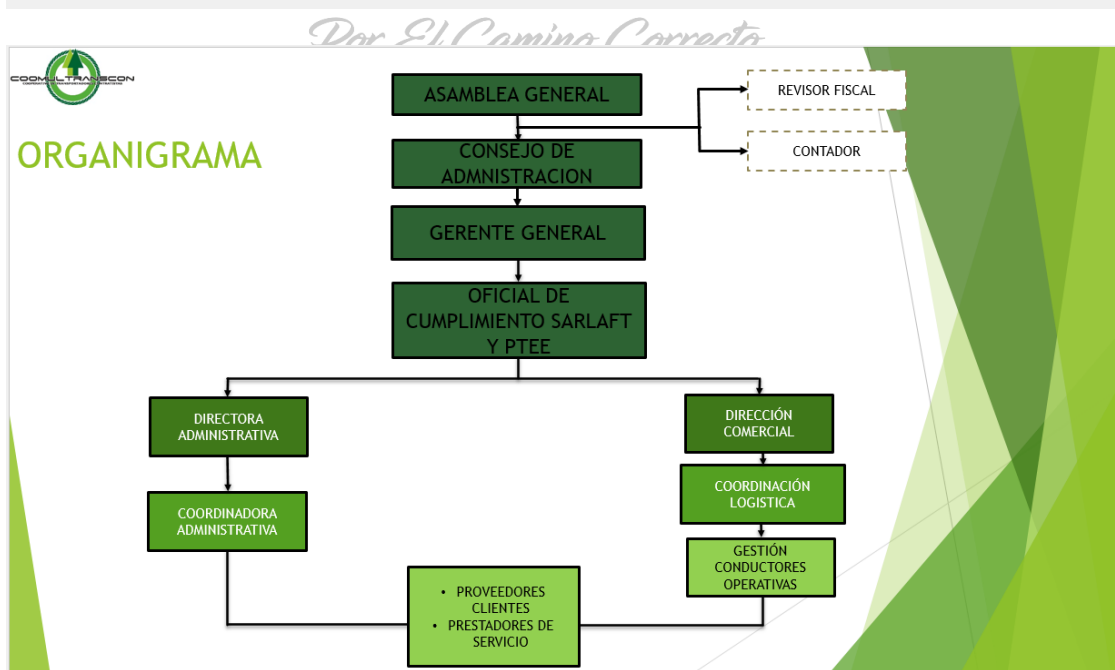 Por El Camino Correcto
COOMULTRANSCON
ORGANIGRAMA
ASAMBLEA GENERAL
REVISOR FISCAL
CONTADOR
CONSEJO DE
ADMNISTRACION
GERENTE GENERAL
OFICIAL DE
CUMPLIMIENTO SARLAFT
Y PTEE
DIRECTORA
ADMINISTRATIVA
DIRECCIÓN
COMERCIAL
COORDINADORA
ADMINISTRATIVA
COORDINACIÓN
LOGISTICA
GESTIÓN
CONDUCTORES
OPERATIVAS
• PROVEEDORES
CLIENTES
• PRESTADORES DE
SERVICIO